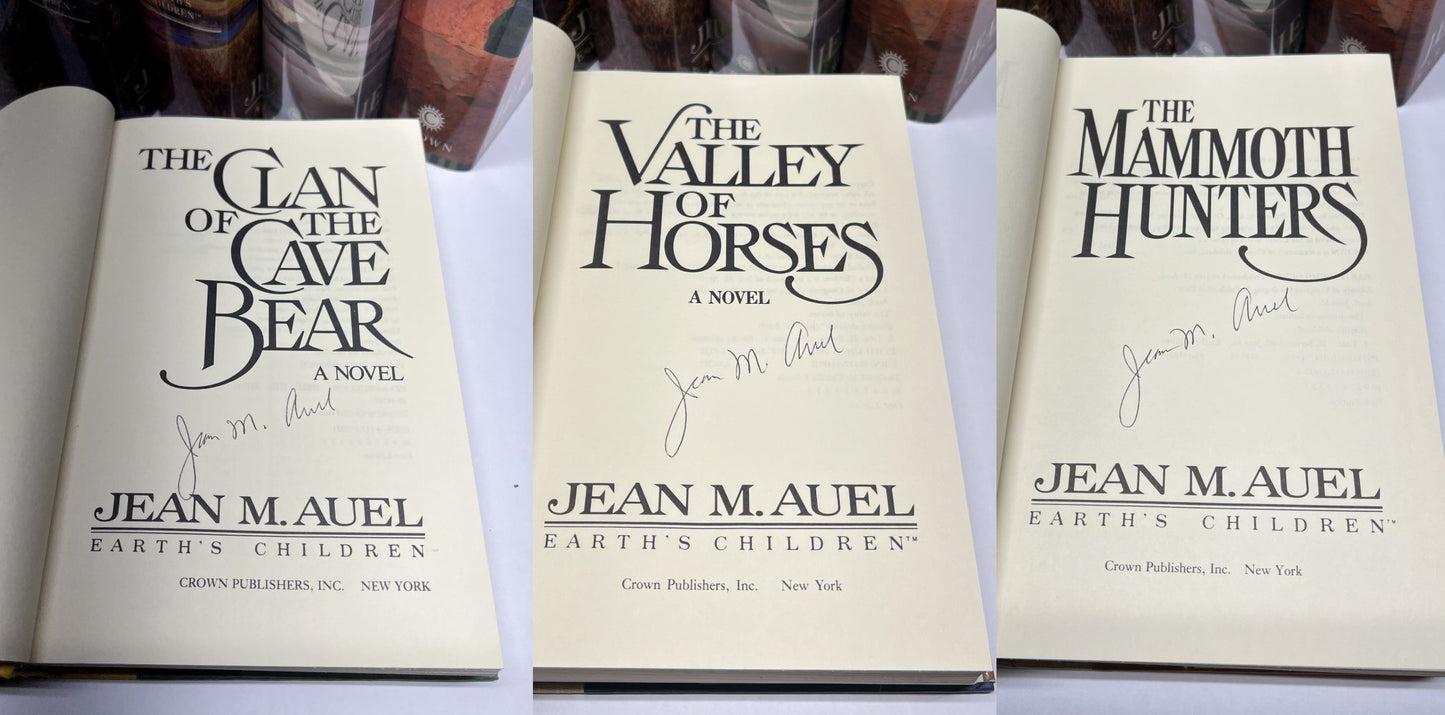 THE CLAN
OF THE
CAVE
BEAR
A NOVEL
Jean M. Auel
JEAN M. AUEL
EARTH'S CHILDREN
CROWN PUBLISHERS, INC. NEW YORK
THE
VALLEY
OF
HORSES
A NOVEL
Jean M. Auel
JEAN M. AUEL
EARTH'S CHILDREN™
Crown Publishers, Inc. New York
THE
MAMMOTH
HUNTERS
Jean M. Auel
JEAN M. AUEL
EARTH'S CHILDREN™
Crown Publishers, Inc. New York